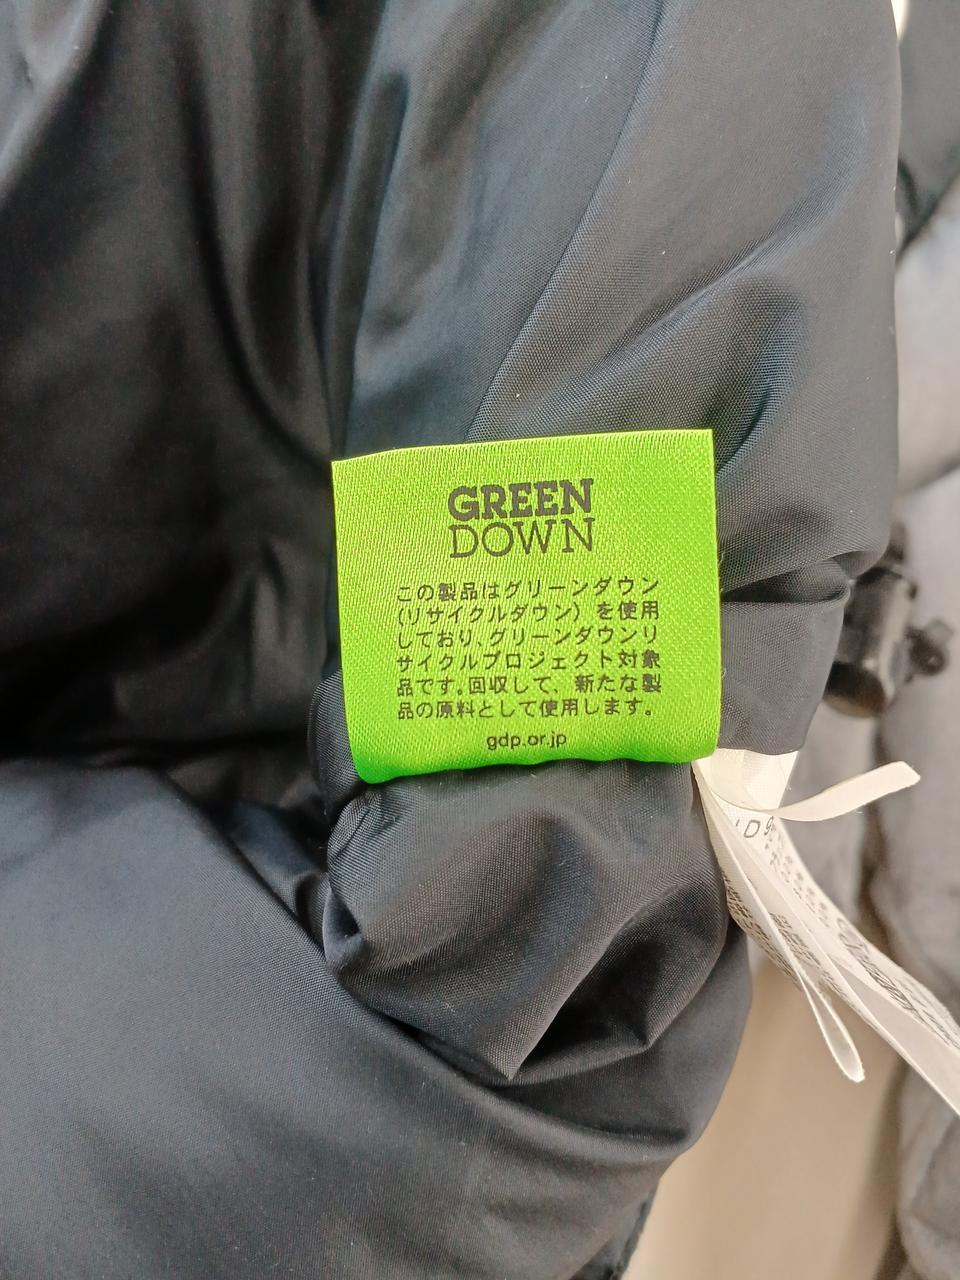 GREEN
DOWN
この製品はグリーンダウン
(リサイクルダウン) を使用
しており、グリーンダウンリ
サイクルプロジェクト対象
品です。回収して、新たな製
品の原料として使用します。
gdp.or.jp